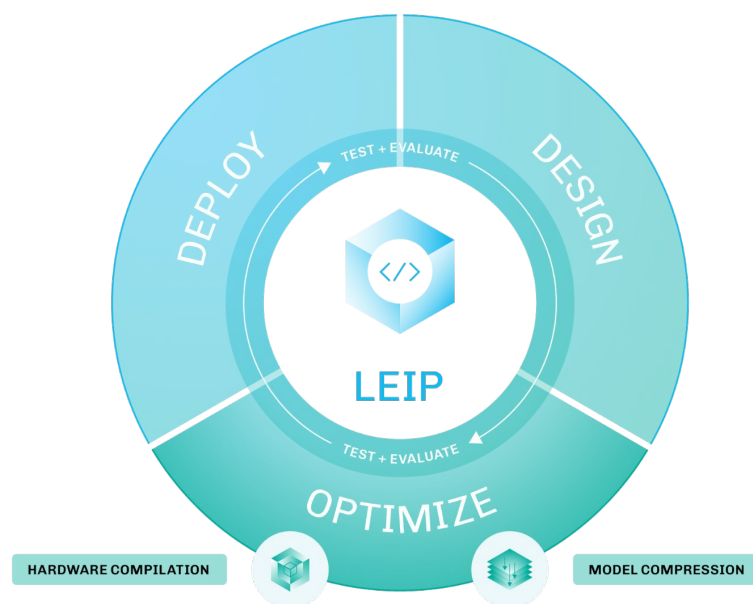 TEST + EVALUATE
DEPLOY
DESIGN
</>
LEIP
TEST + EVALUATE
OPTIMIZE
HARDWARE COMPILATION
MODEL COMPRESSION